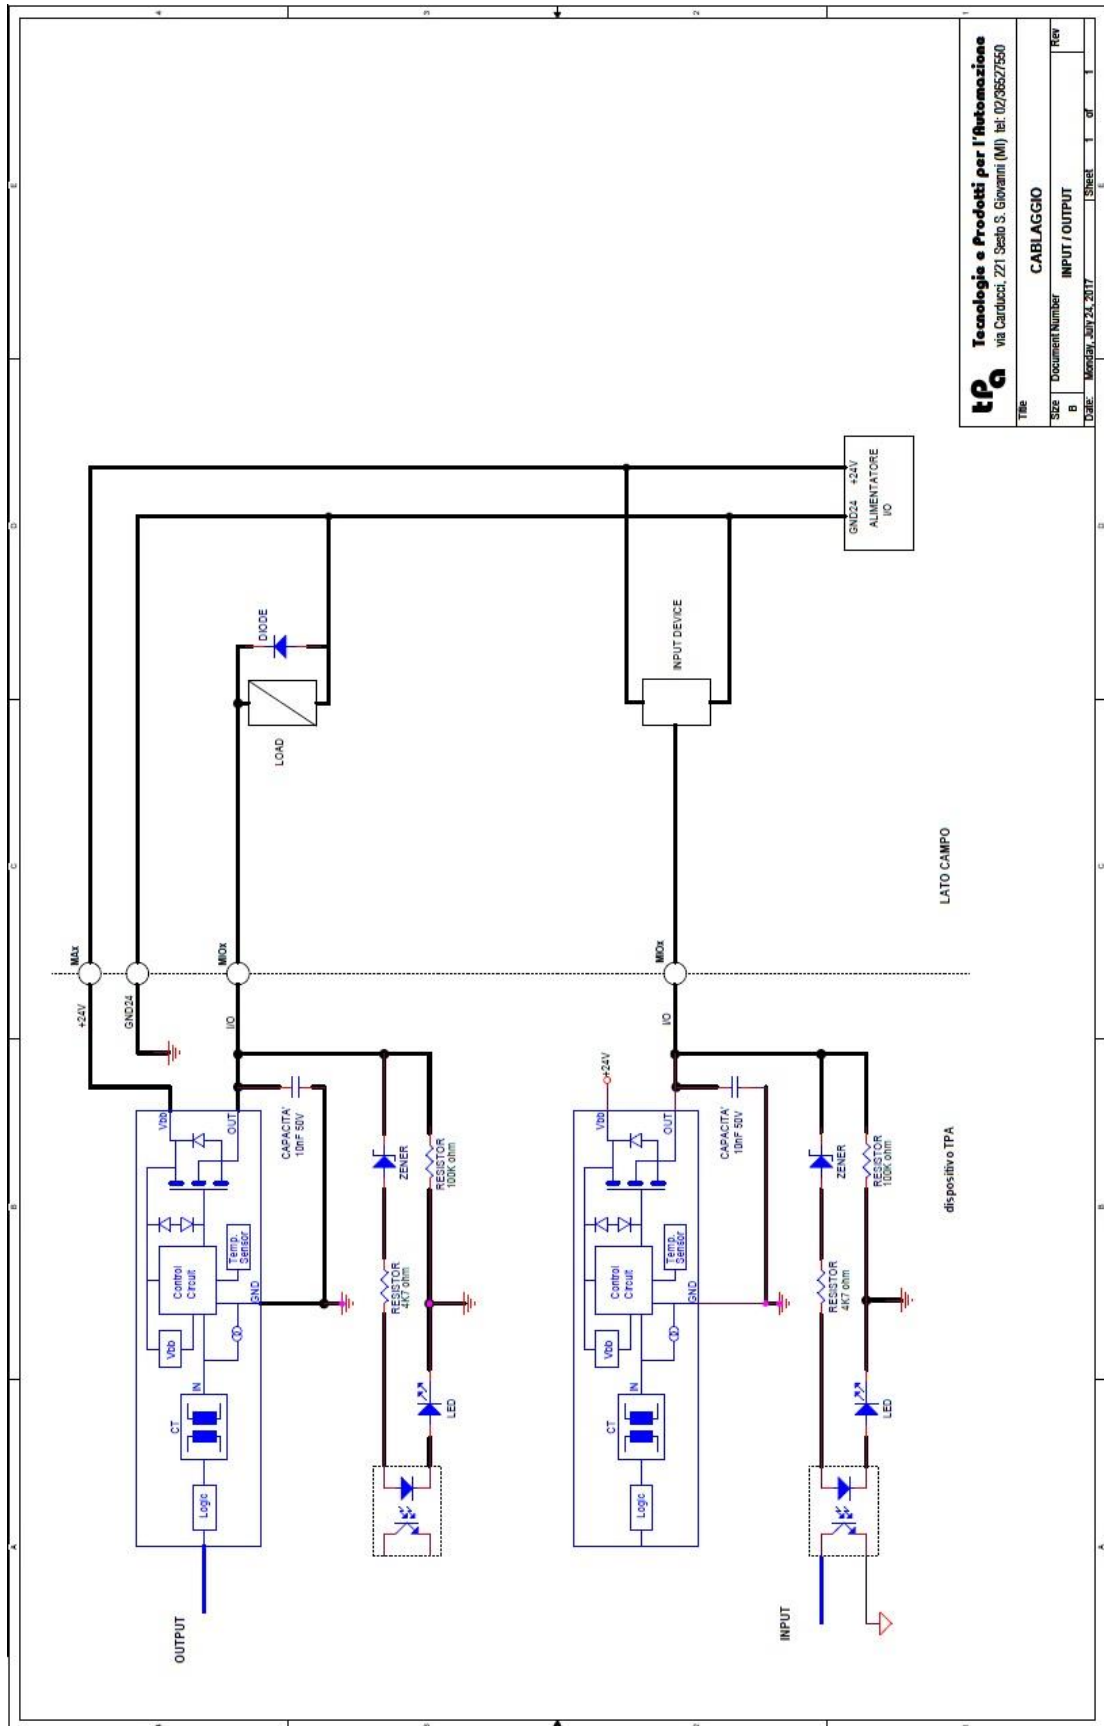 +24V
MAx
GND24
I/O
MIOx
OUTPUT
Logic
CT
IN
Vbb
Control
Circuit
Temp.
Sensor
Vbb
OUT
GND
CAPACITA'
10nF 50V
ZENER
RESISTOR
4K7 ohm
RESISTOR
100K ohm
LED
LOAD
DIODE
INPUT
Logic
CT
IN
Vbb
Control
Circuit
Temp.
Sensor
Vbb
OUT
GND
+24V
I/O
MIOx
CAPACITA'
10nF 50V
ZENER
RESISTOR
4K7 ohm
RESISTOR
100K ohm
LED
INPUT DEVICE
GND24 +24V
ALIMENTATORE
I/O
dispositivo TPA
LATO CAMPO
tPa Tecnologie e Prodotti per l'Automazione
via Carducci, 221 Sesto S. Giovanni (MI) tel: 02/36527550
Title
CABLAGGIO
Size Document Number Rev
B INPUT / OUTPUT
Date: Monday, July 24, 2017 Sheet 1 of 1
A
B
C
D
E
A
B
C
D
E
4
3
2
1